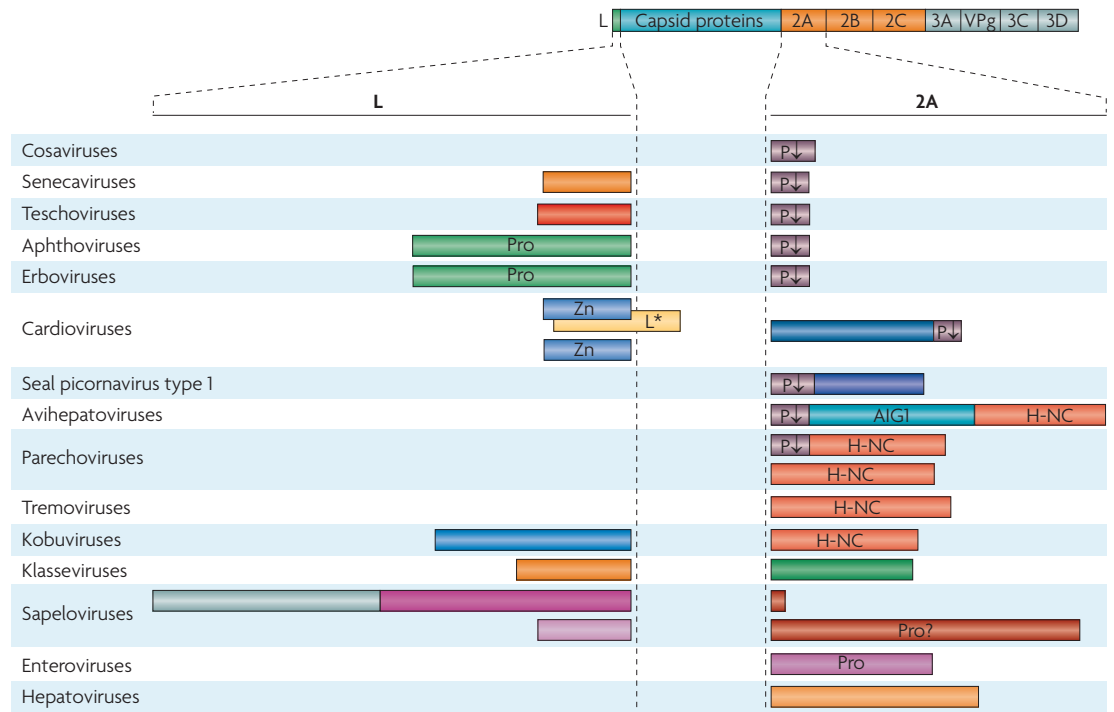 L Capsid proteins 2A 2B 2C 3A VPg 3C 3D
L 2A
Cosaviruses P↓
Senecaviruses P↓
Teschoviruses P↓
Aphthoviruses Pro P↓
Erboviruses Pro P↓
Zn
L*
Cardioviruses P↓
Zn
Seal picornavirus type 1 P↓
Avihepatoviruses P↓ AIG1 H-NC
P↓ H-NC
Parechoviruses
H-NC
Tremoviruses H-NC
Kobuviruses H-NC
Klasseviruses
Sapeloviruses
Pro?
Enteroviruses Pro
Hepatoviruses